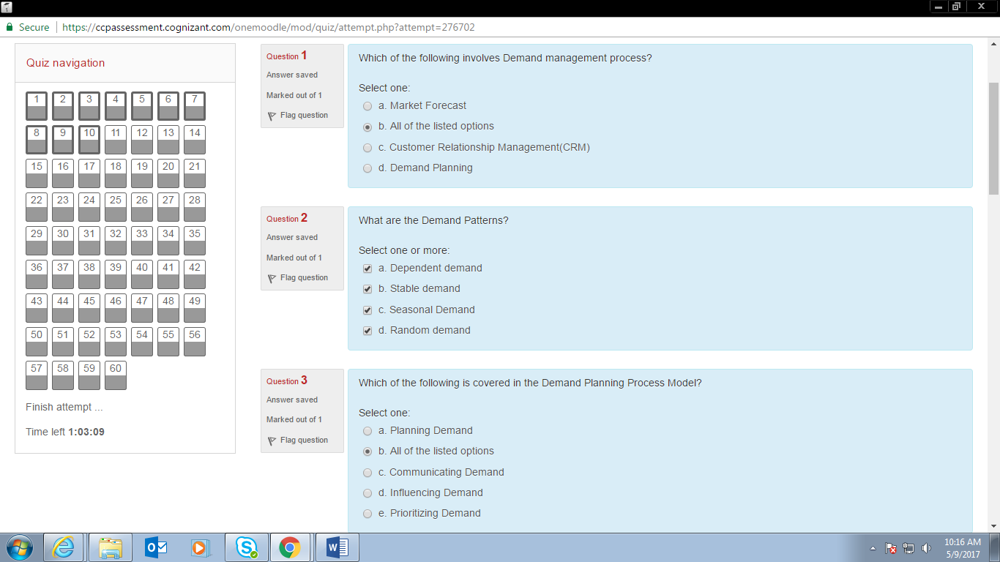 Secure https://ccpassessment.cognizant.com/onemoodle/mod/quiz/attempt.php?attempt=276702
Quiz navigation
1 2 3 4 5 6 7
8 9 10 11 12 13 14
15 16 17 18 19 20 21
22 23 24 25 26 27 28
29 30 31 32 33 34 35
36 37 38 39 40 41 42
43 44 45 46 47 48 49
50 51 52 53 54 55 56
57 58 59 60
Finish attempt ...
Time left 1:03:09
Question 1
Answer saved
Marked out of 1
Flag question
Which of the following involves Demand management process?
Select one:
a. Market Forecast
b. All of the listed options
c. Customer Relationship Management(CRM)
d. Demand Planning
Question 2
Answer saved
Marked out of 1
Flag question
What are the Demand Patterns?
Select one or more:
a. Dependent demand
b. Stable demand
c. Seasonal Demand
d. Random demand
Question 3
Answer saved
Marked out of 1
Flag question
Which of the following is covered in the Demand Planning Process Model?
Select one:
a. Planning Demand
b. All of the listed options
c. Communicating Demand
d. Influencing Demand
e. Prioritizing Demand
10:16 AM
5/9/2017